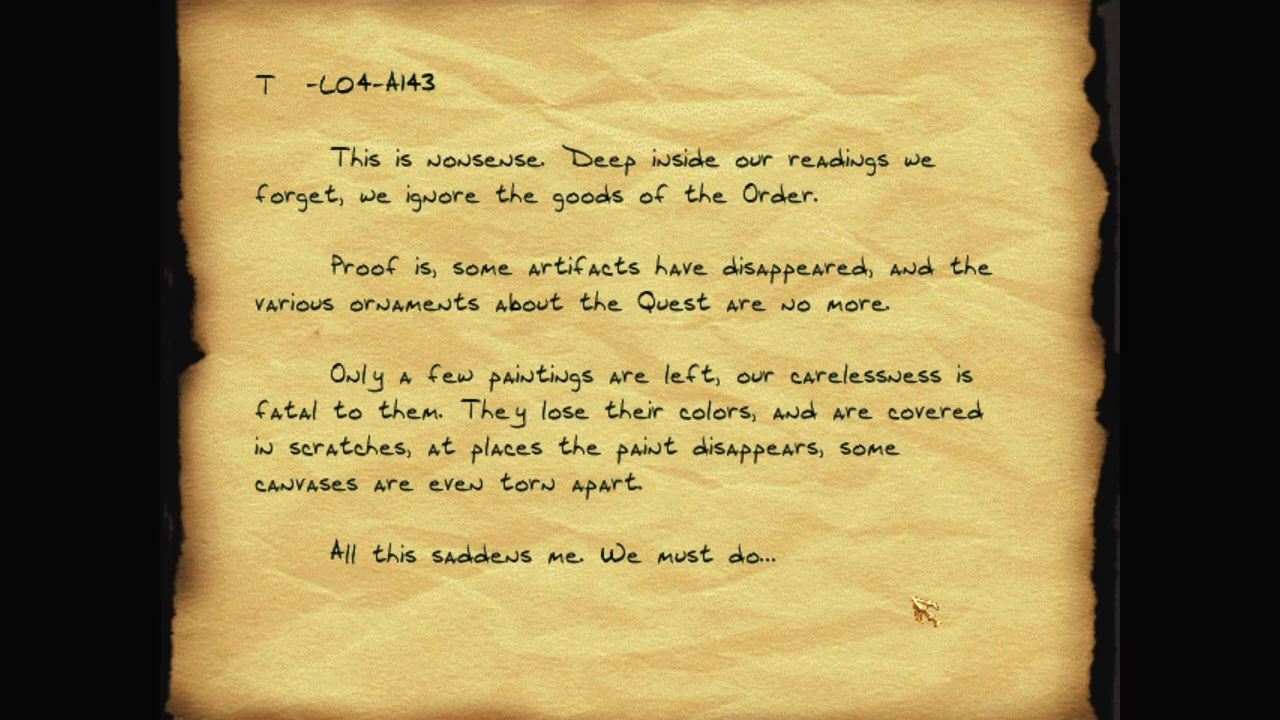 T -LO4-A143
This is nonsense. Deep inside our readings we
forget, we ignore the goods of the Order.
Proof is, some artifacts have disappeared, and the
various ornaments about the Quest are no more.
Only a few paintings are left, our carelessness is
fatal to them. They lose their colors, and are covered
in scratches, at places the paint disappears, some
canvases are even torn apart.
All this saddens me. We must do...